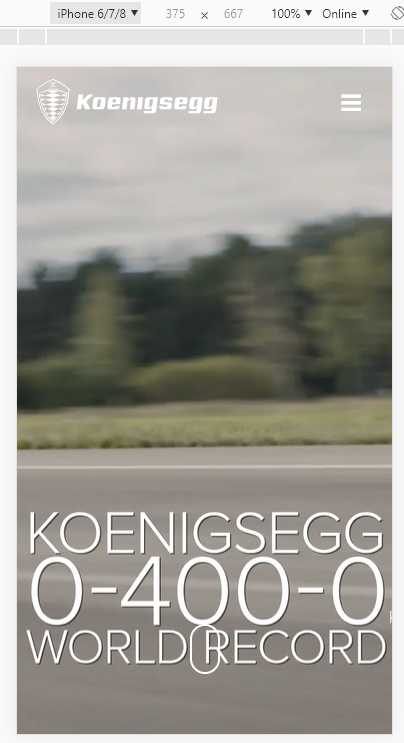 iPhone 6/7/8 ▼ 375 × 667 100% ▼ Online ▼
Koenigsegg
KOENIGSEGG
0-400-0
WORLD RECORD